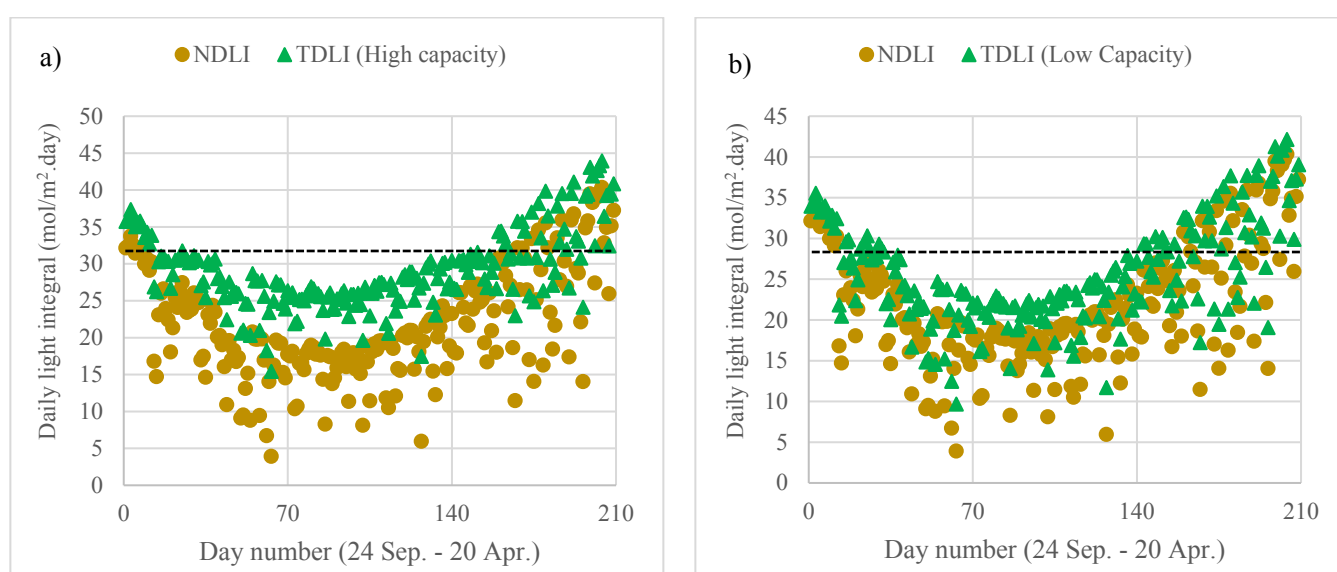 a)
NDLI
TDLI (High capacity)
Daily light integral (mol/m².day)
50
45
40
35
30
25
20
15
10
5
0
0
70
140
210
Day number (24 Sep. - 20 Apr.)
b)
NDLI
TDLI (Low Capacity)
Daily light integral (mol/m².day)
45
40
35
30
25
20
15
10
5
0
0
70
140
210
Day number (24 Sep. - 20 Apr.)